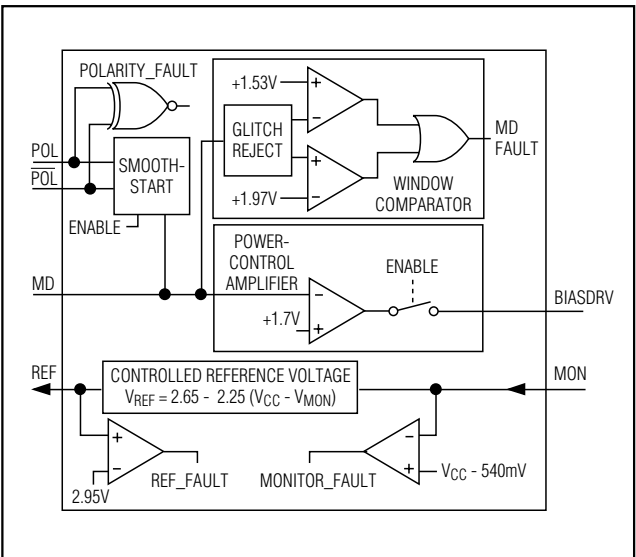 POLARITY_FAULT
+1.53V
+
−
GLITCH
REJECT
+
−
+1.97V
MD
FAULT
WINDOW
COMPARATOR
POL
POL
SMOOTH-
START
ENABLE
POWER-
CONTROL
AMPLIFIER
ENABLE
−
+
+1.7V
MD
BIASDRV
REF
CONTROLLED REFERENCE VOLTAGE
VREF = 2.65 - 2.25 (VCC - VMON)
MON
+
−
2.95V
REF_FAULT
MONITOR_FAULT
−
+
VCC - 540mV